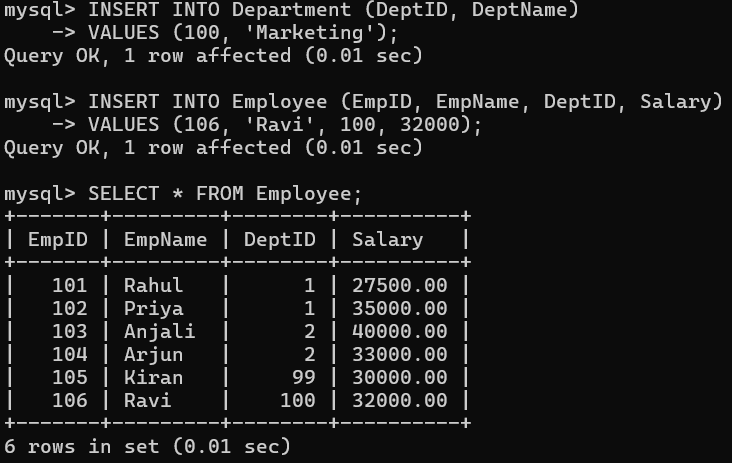 mysql> INSERT INTO Department (DeptID, DeptName)
    -> VALUES (100, 'Marketing');
Query OK, 1 row affected (0.01 sec)

mysql> INSERT INTO Employee (EmpID, EmpName, DeptID, Salary)
    -> VALUES (106, 'Ravi', 100, 32000);
Query OK, 1 row affected (0.01 sec)

mysql> SELECT * FROM Employee;
+-------+---------+--------+----------+
| EmpID | EmpName | DeptID | Salary   |
+-------+---------+--------+----------+
|   101 | Rahul   |      1 | 27500.00 |
|   102 | Priya   |      1 | 35000.00 |
|   103 | Anjali  |      2 | 40000.00 |
|   104 | Arjun   |      2 | 33000.00 |
|   105 | Kiran   |     99 | 30000.00 |
|   106 | Ravi    |    100 | 32000.00 |
+-------+---------+--------+----------+
6 rows in set (0.01 sec)